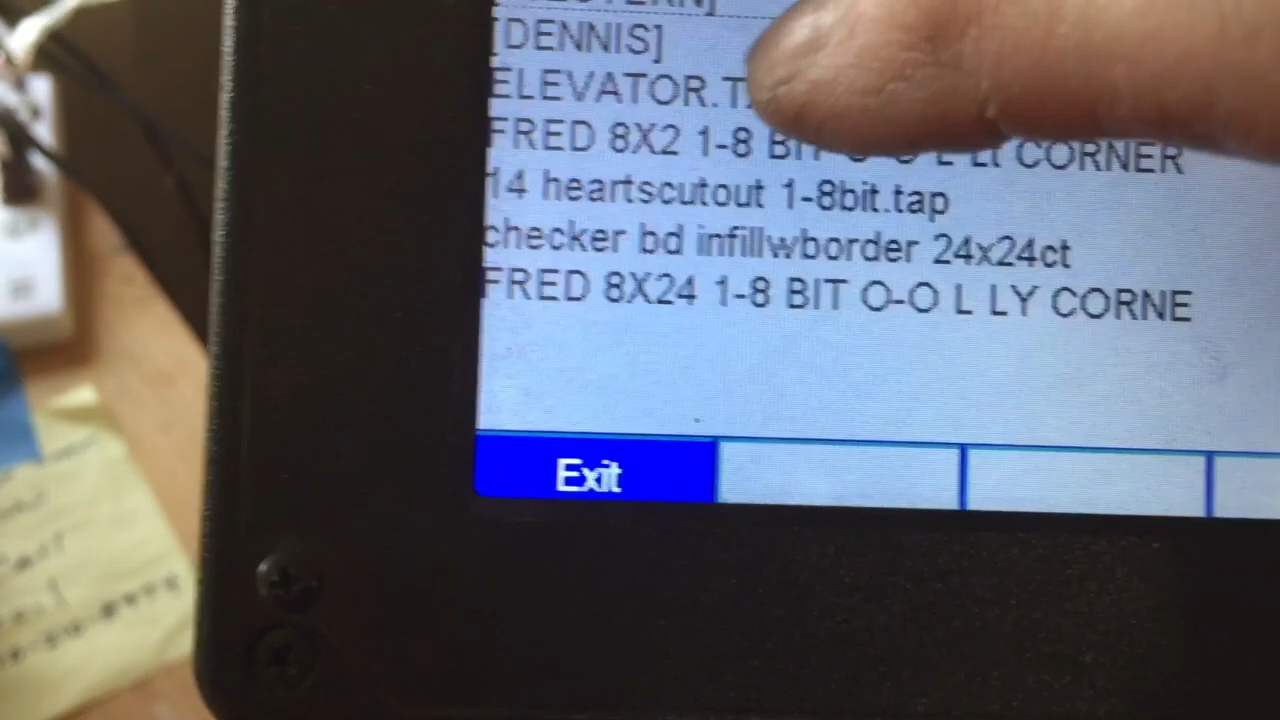 [DENNIS]
ELEVATOR.T
FRED 8X2 1-8 BIT O-O L CORNER
14 heartscutout 1-8bit.tap
checker bd infillwborder 24x24ct
FRED 8X24 1-8 BIT O-O L LY CORNE
Exit